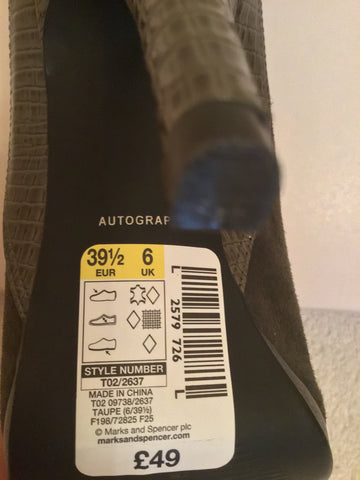 AUTOGRAP
39½ 6
EUR UK
STYLE NUMBER
T02/2637
MADE IN CHINA
T02 09738/2637
TAUPE (6/39½)
F198/72825 F25
© Marks and Spencer plc
marksandspencer.com
£49
L 2579 726 L